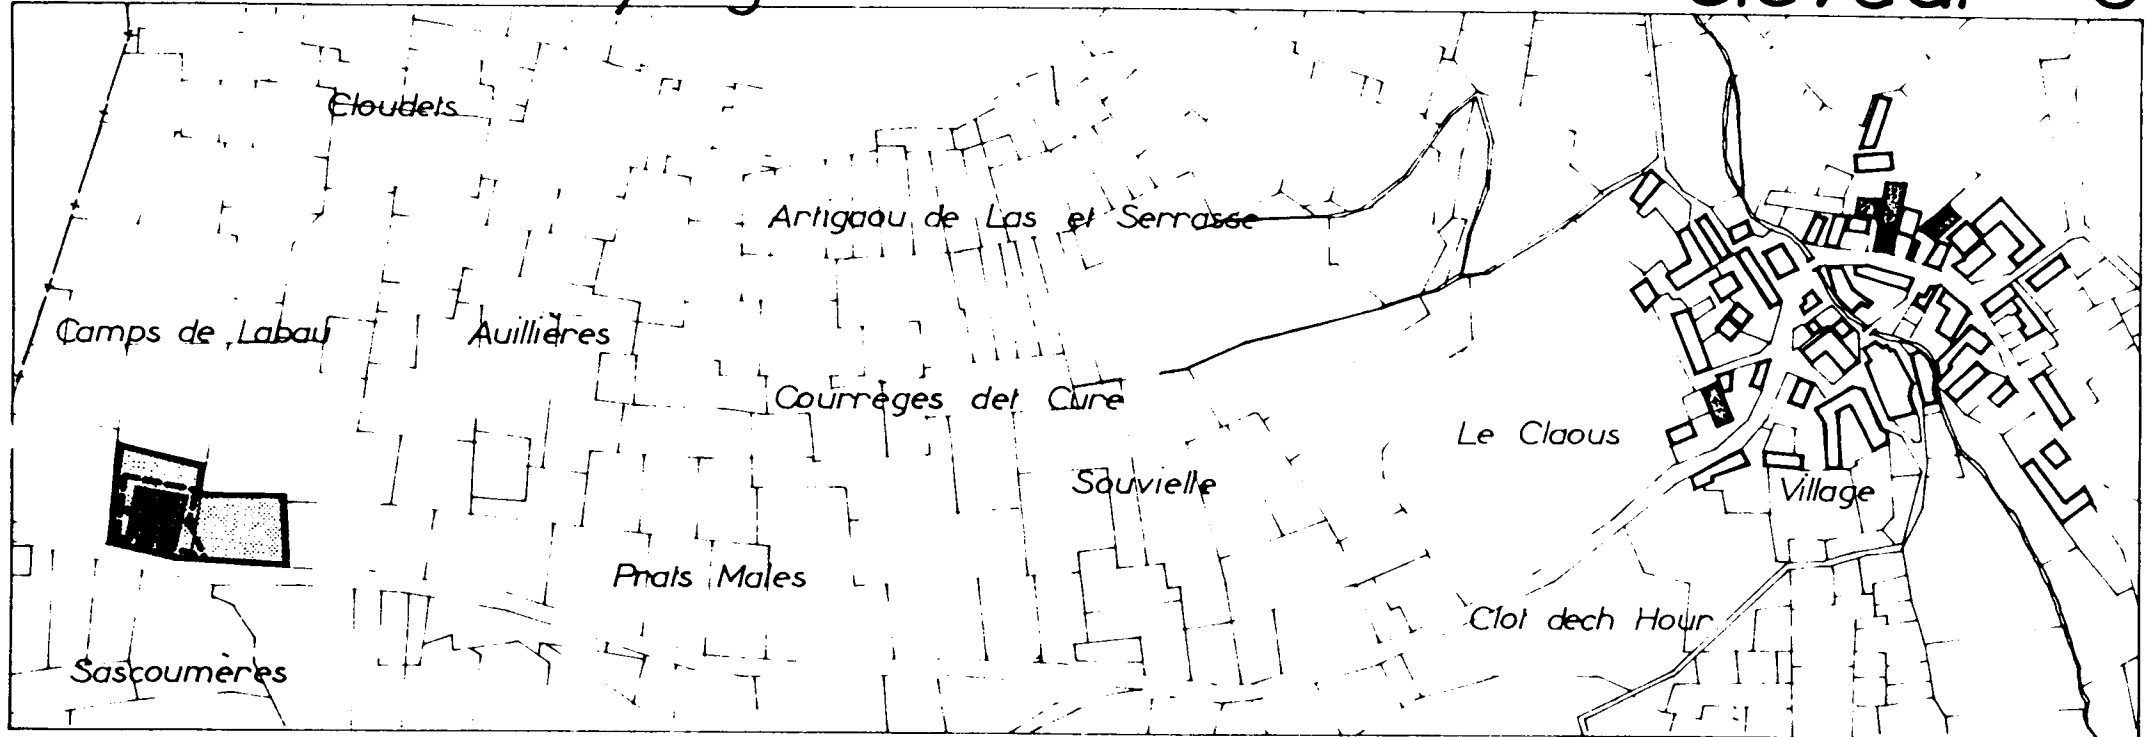 Cloudets
Artigaou de Las et Serrasse
Camps de Labau
Auillières
Courrèges det Cure
Le Claous
Souvielle
Village
Prats Males
Clot dech Hour
Sascoumères